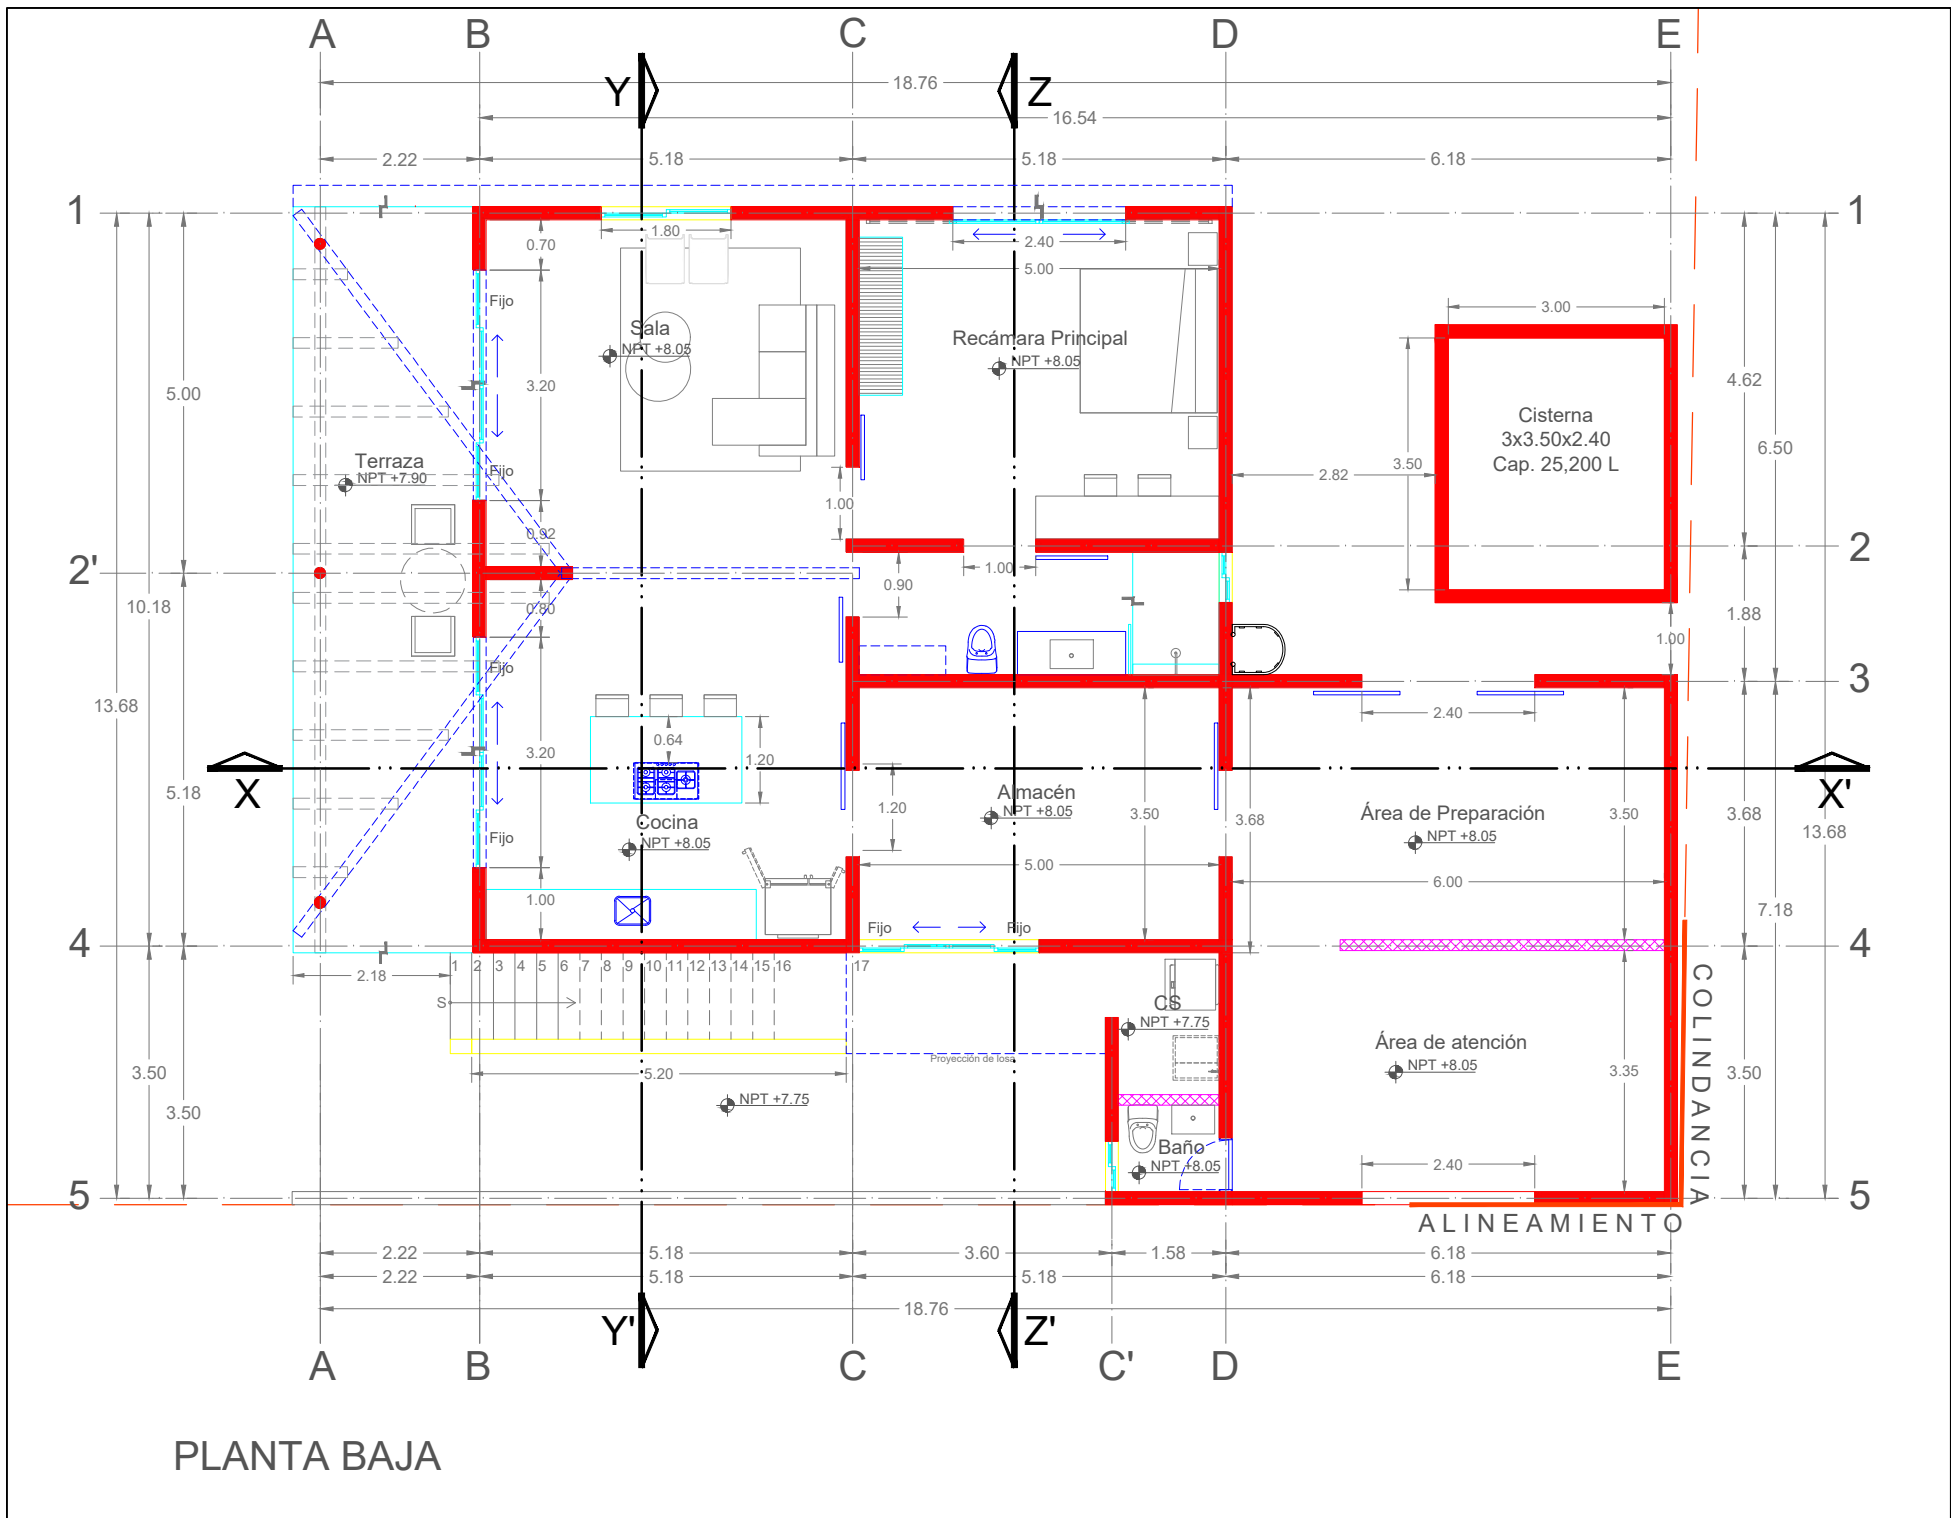 A B C D E
Y Z
18.76
16.54
2.22 5.18 5.18 6.18
1 1
1.80
0.70
2.40
5.00
Fijo
3.00
Sala
NPT +8.05
Recámara Principal
NPT +8.05
5.00
3.20
4.62
Cisterna
3x3.50x2.40
Cap. 25,200 L
6.50
Terraza
NPT +7.90
Fijo
3.50
2.82
1.00
0.92
2
2'
1.00
0.90
10.18
0.80
1.88
1.00
Fijo
3
13.68
2.40
0.64
3.20
1.20
X X'
5.18
Almacén
NPT +8.05
1.20
3.50
3.68
Área de Preparación
NPT +8.05
3.50
3.68
13.68
Cocina
NPT +8.05
Fijo
5.00
6.00
1.00
7.18
Fijo Fijo
4 4
1 2 3 4 5 6 7 8 9 10 11 12 13 14 15 16 17
2.18
S
CS
NPT +7.75
COLINDANCIA
Área de atención
NPT +8.05
Proyección de losa
3.50
5.20
3.35
3.50
3.50
NPT +7.75
Baño
NPT +8.05
2.40
5 5
ALINEAMIENTO
2.22 5.18 3.60 1.58 6.18
2.22 5.18 5.18 6.18
18.76
Y' Z'
A B C C' D E
PLANTA BAJA